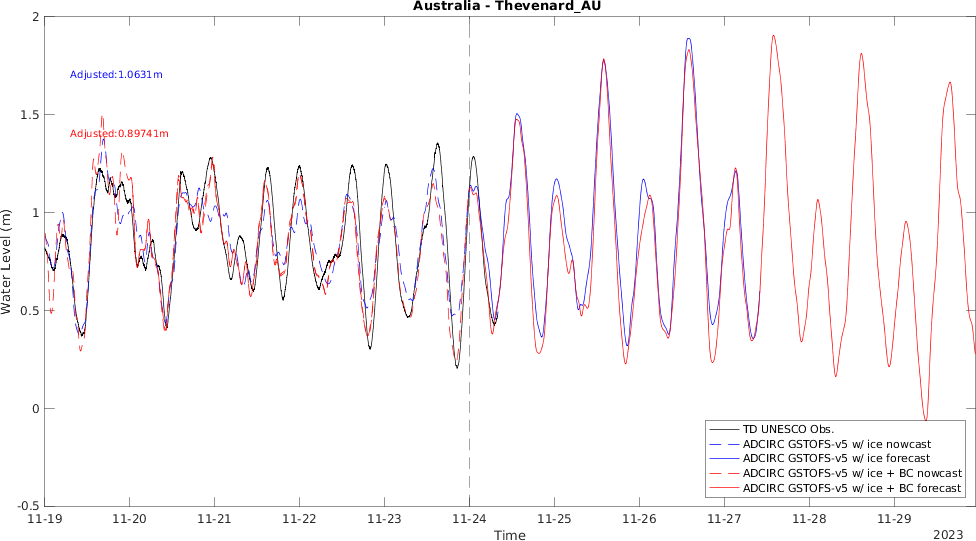 Australia - Thevenard_AU
2
1.5
1
0.5
0
-0.5
Water Level (m)
Adjusted:1.0631m
Adjusted:0.89741m
TD UNESCO Obs.
ADCIRC GSTOFS-v5 w/ ice nowcast
ADCIRC GSTOFS-v5 w/ ice forecast
ADCIRC GSTOFS-v5 w/ ice + BC nowcast
ADCIRC GSTOFS-v5 w/ ice + BC forecast
11-19 11-20 11-21 11-22 11-23 11-24 11-25 11-26 11-27 11-28 11-29
Time
2023